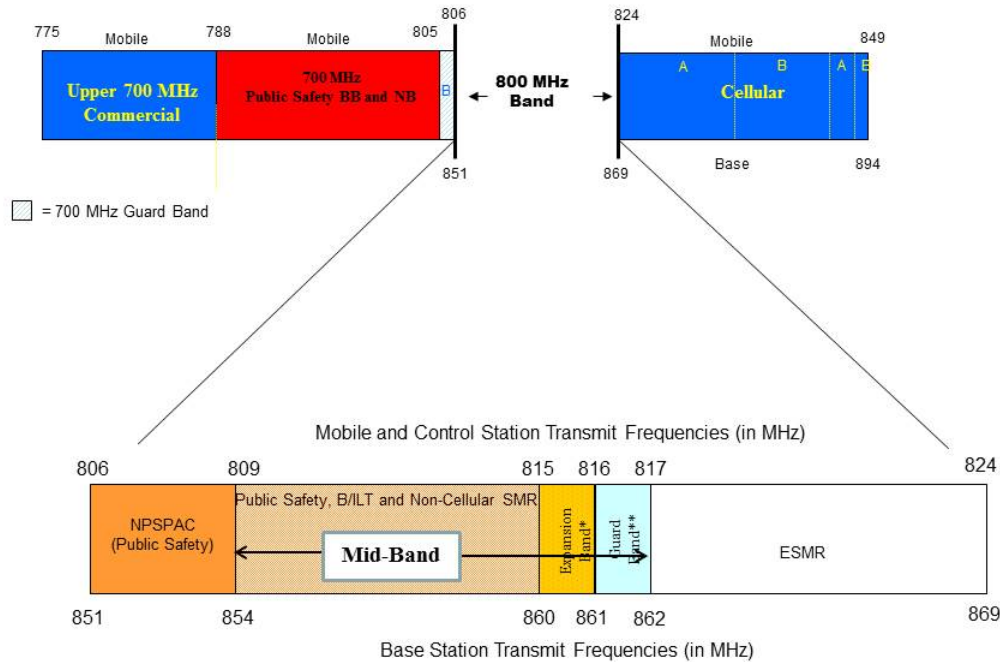 806
824
775
Mobile
788
Mobile
805
Mobile
849
Upper 700 MHz
Commercial
700 MHz
Public Safety BB and NB
B
800 MHz
Band
A
B
A
B
Cellular
851
869
Base
894
= 700 MHz Guard Band
Mobile and Control Station Transmit Frequencies (in MHz)
806
809
815
816
817
824
NPSPAC
(Public Safety)
Public Safety, B/ILT and Non-Cellular SMR
Mid-Band
Expansion
Band*
Guard
Band**
ESMR
851
854
860
861
862
869
Base Station Transmit Frequencies (in MHz)